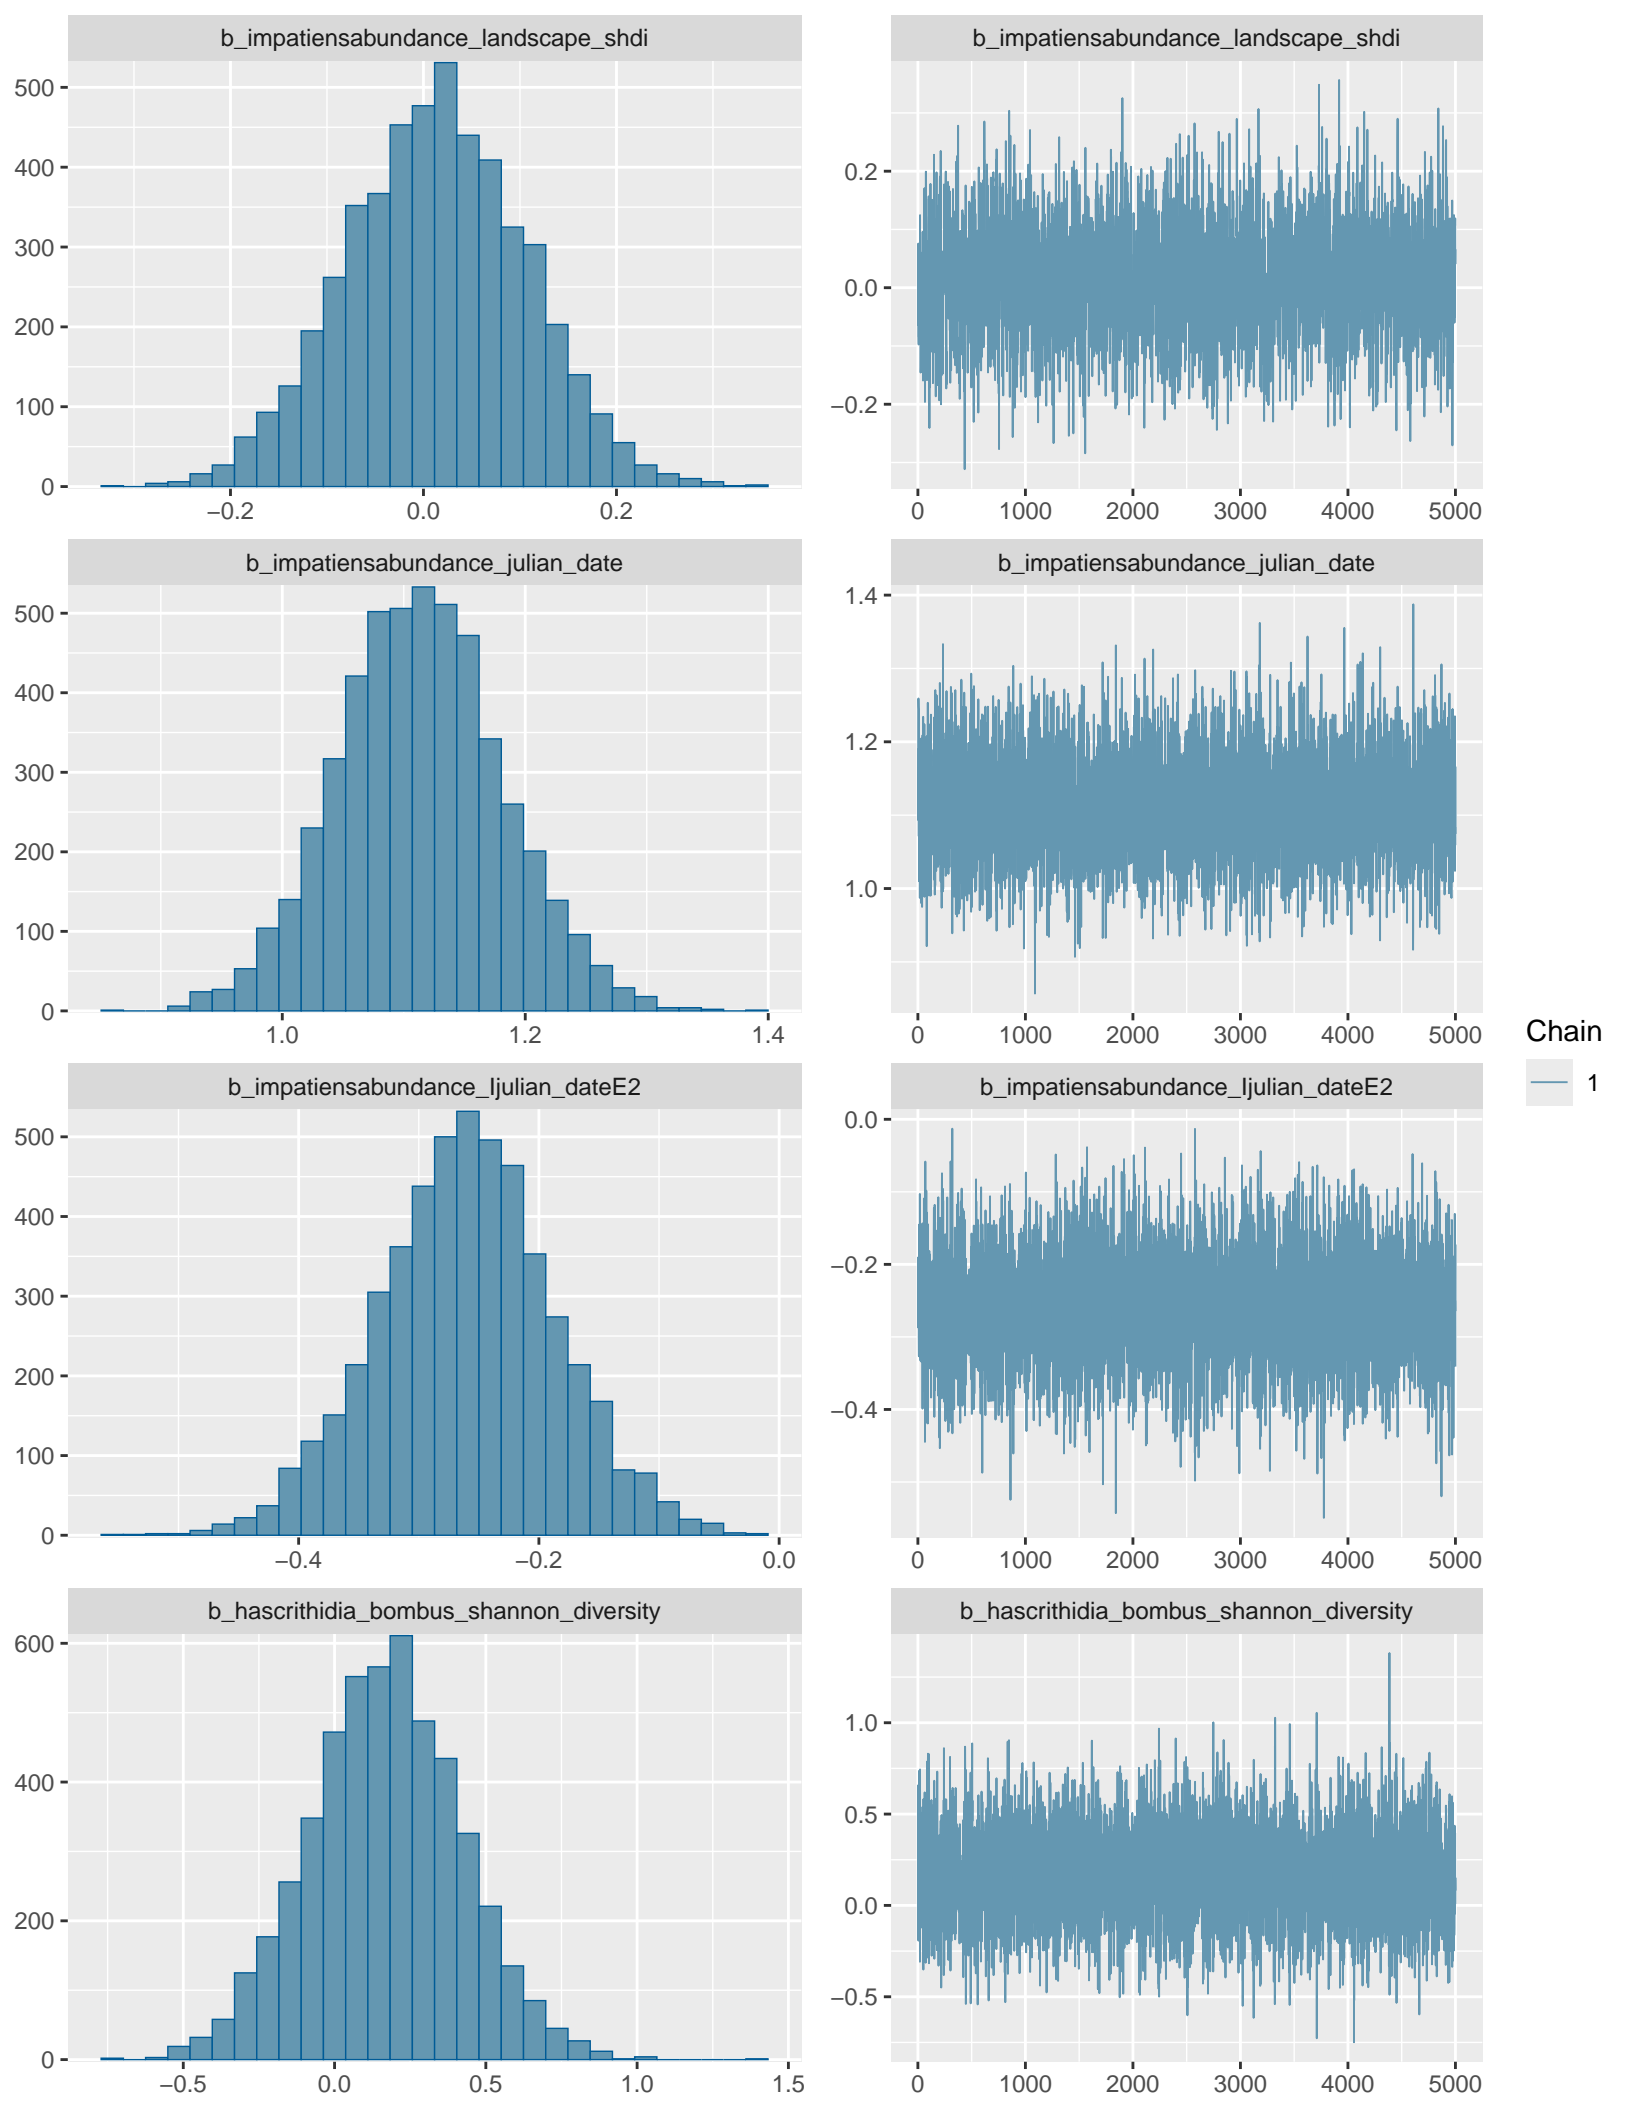 b_impatiensabundance_landscape_shdi
500
400
300
200
100
0
−0.2 0.0 0.2
b_impatiensabundance_landscape_shdi
0.2
0.0
−0.2
0 1000 2000 3000 4000 5000
b_impatiensabundance_julian_date
500
400
300
200
100
0
1.0 1.2 1.4
b_impatiensabundance_julian_date
1.4
1.2
1.0
0 1000 2000 3000 4000 5000
b_impatiensabundance_Ijulian_dateE2
500
400
300
200
100
0
−0.4 −0.2 0.0
b_impatiensabundance_Ijulian_dateE2
0.0
−0.2
−0.4
0 1000 2000 3000 4000 5000
b_hascrithidia_bombus_shannon_diversity
600
400
200
0
−0.5 0.0 0.5 1.0 1.5
b_hascrithidia_bombus_shannon_diversity
1.0
0.5
0.0
−0.5
0 1000 2000 3000 4000 5000
Chain
1